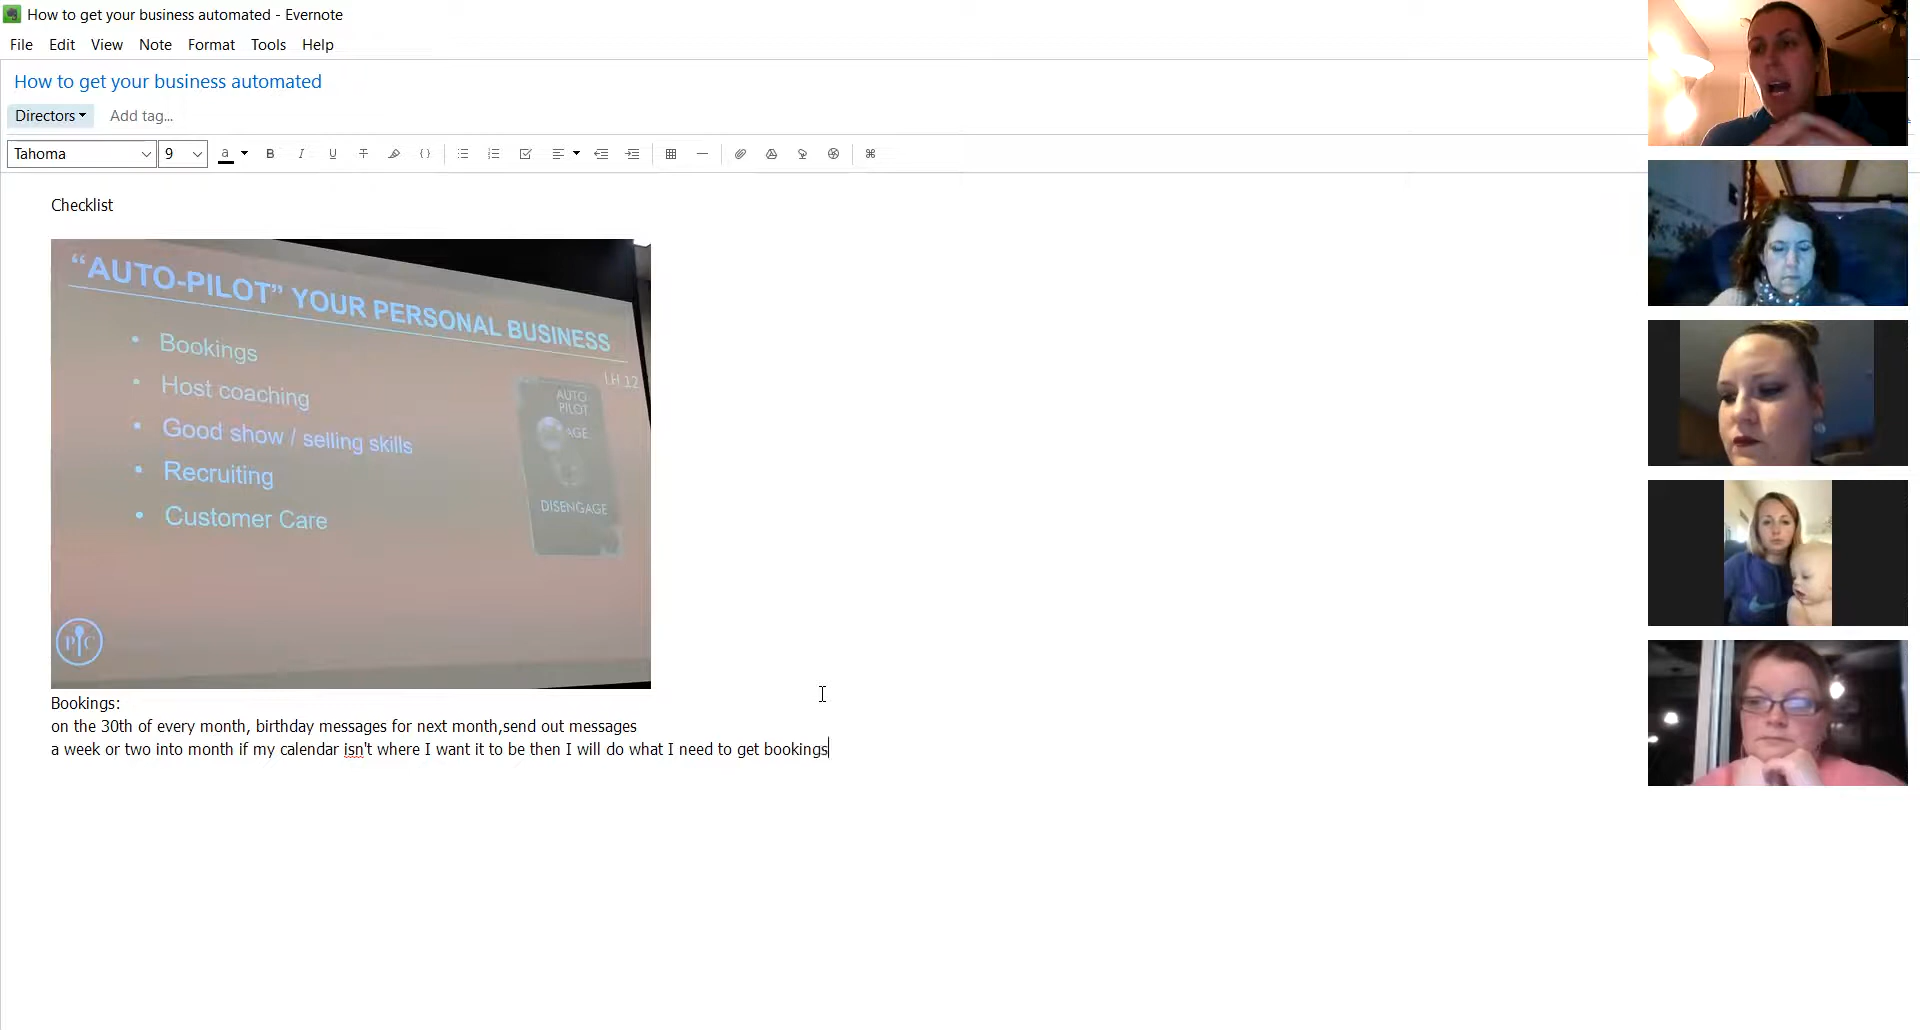 How to get your business automated - Evernote
File Edit View Note Format Tools Help
How to get your business automated
Directors Add tag...
Tahoma 9 a B I U T
Checklist
“AUTO-PILOT” YOUR PERSONAL BUSINESS
• Bookings
LH 12
• Host coaching
AUTO
PILOT
• Good show / selling skills
• Recruiting
DISENGAGE
• Customer Care
Bookings:
on the 30th of every month, birthday messages for next month,send out messages
a week or two into month if my calendar isn't where I want it to be then I will do what I need to get bookings